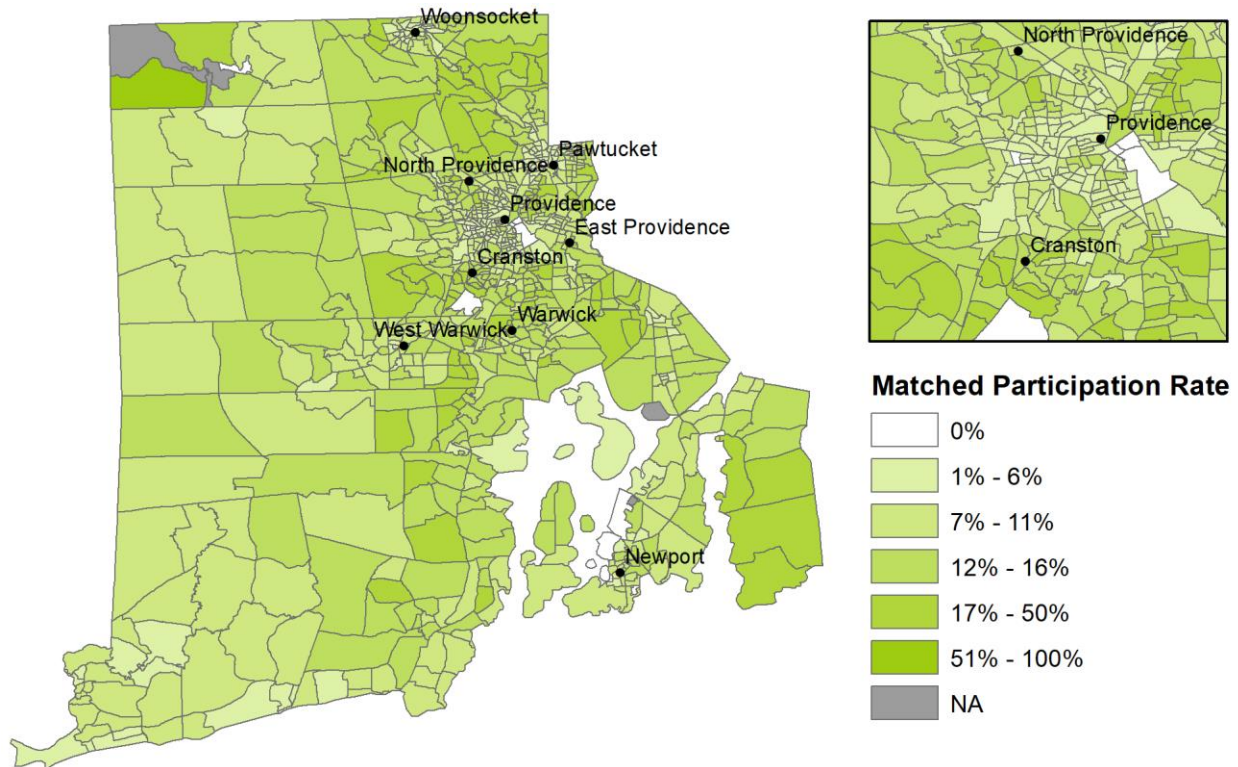 Woonsocket
North Providence
Pawtucket
Providence
East Providence
Cranston
West Warwick
Warwick
Newport
North Providence
Providence
Cranston
Matched Participation Rate
0%
1% - 6%
7% - 11%
12% - 16%
17% - 50%
51% - 100%
NA